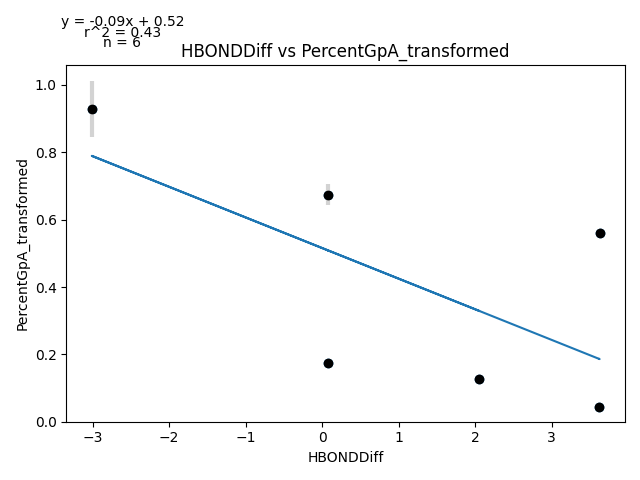 y = -0.09x + 0.52
r^2 = 0.43
n = 6
HBONDDiff vs PercentGpA_transformed
PercentGpA_transformed
1.0
0.8
0.6
0.4
0.2
0.0
−3
−2
−1
0
1
2
3
HBONDDiff